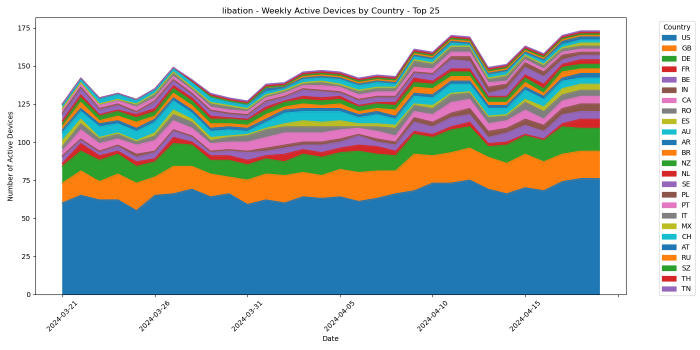 libation - Weekly Active Devices by Country - Top 25
Number of Active Devices
175
150
125
100
75
50
25
0
2024-03-21
2024-03-26
2024-03-31
2024-04-05
2024-04-10
2024-04-15
Date
Country
US
GB
DE
FR
BE
IN
CA
RO
ES
AU
AR
BR
NZ
NL
SE
PL
PT
IT
MX
CH
AT
RU
SZ
TH
TN